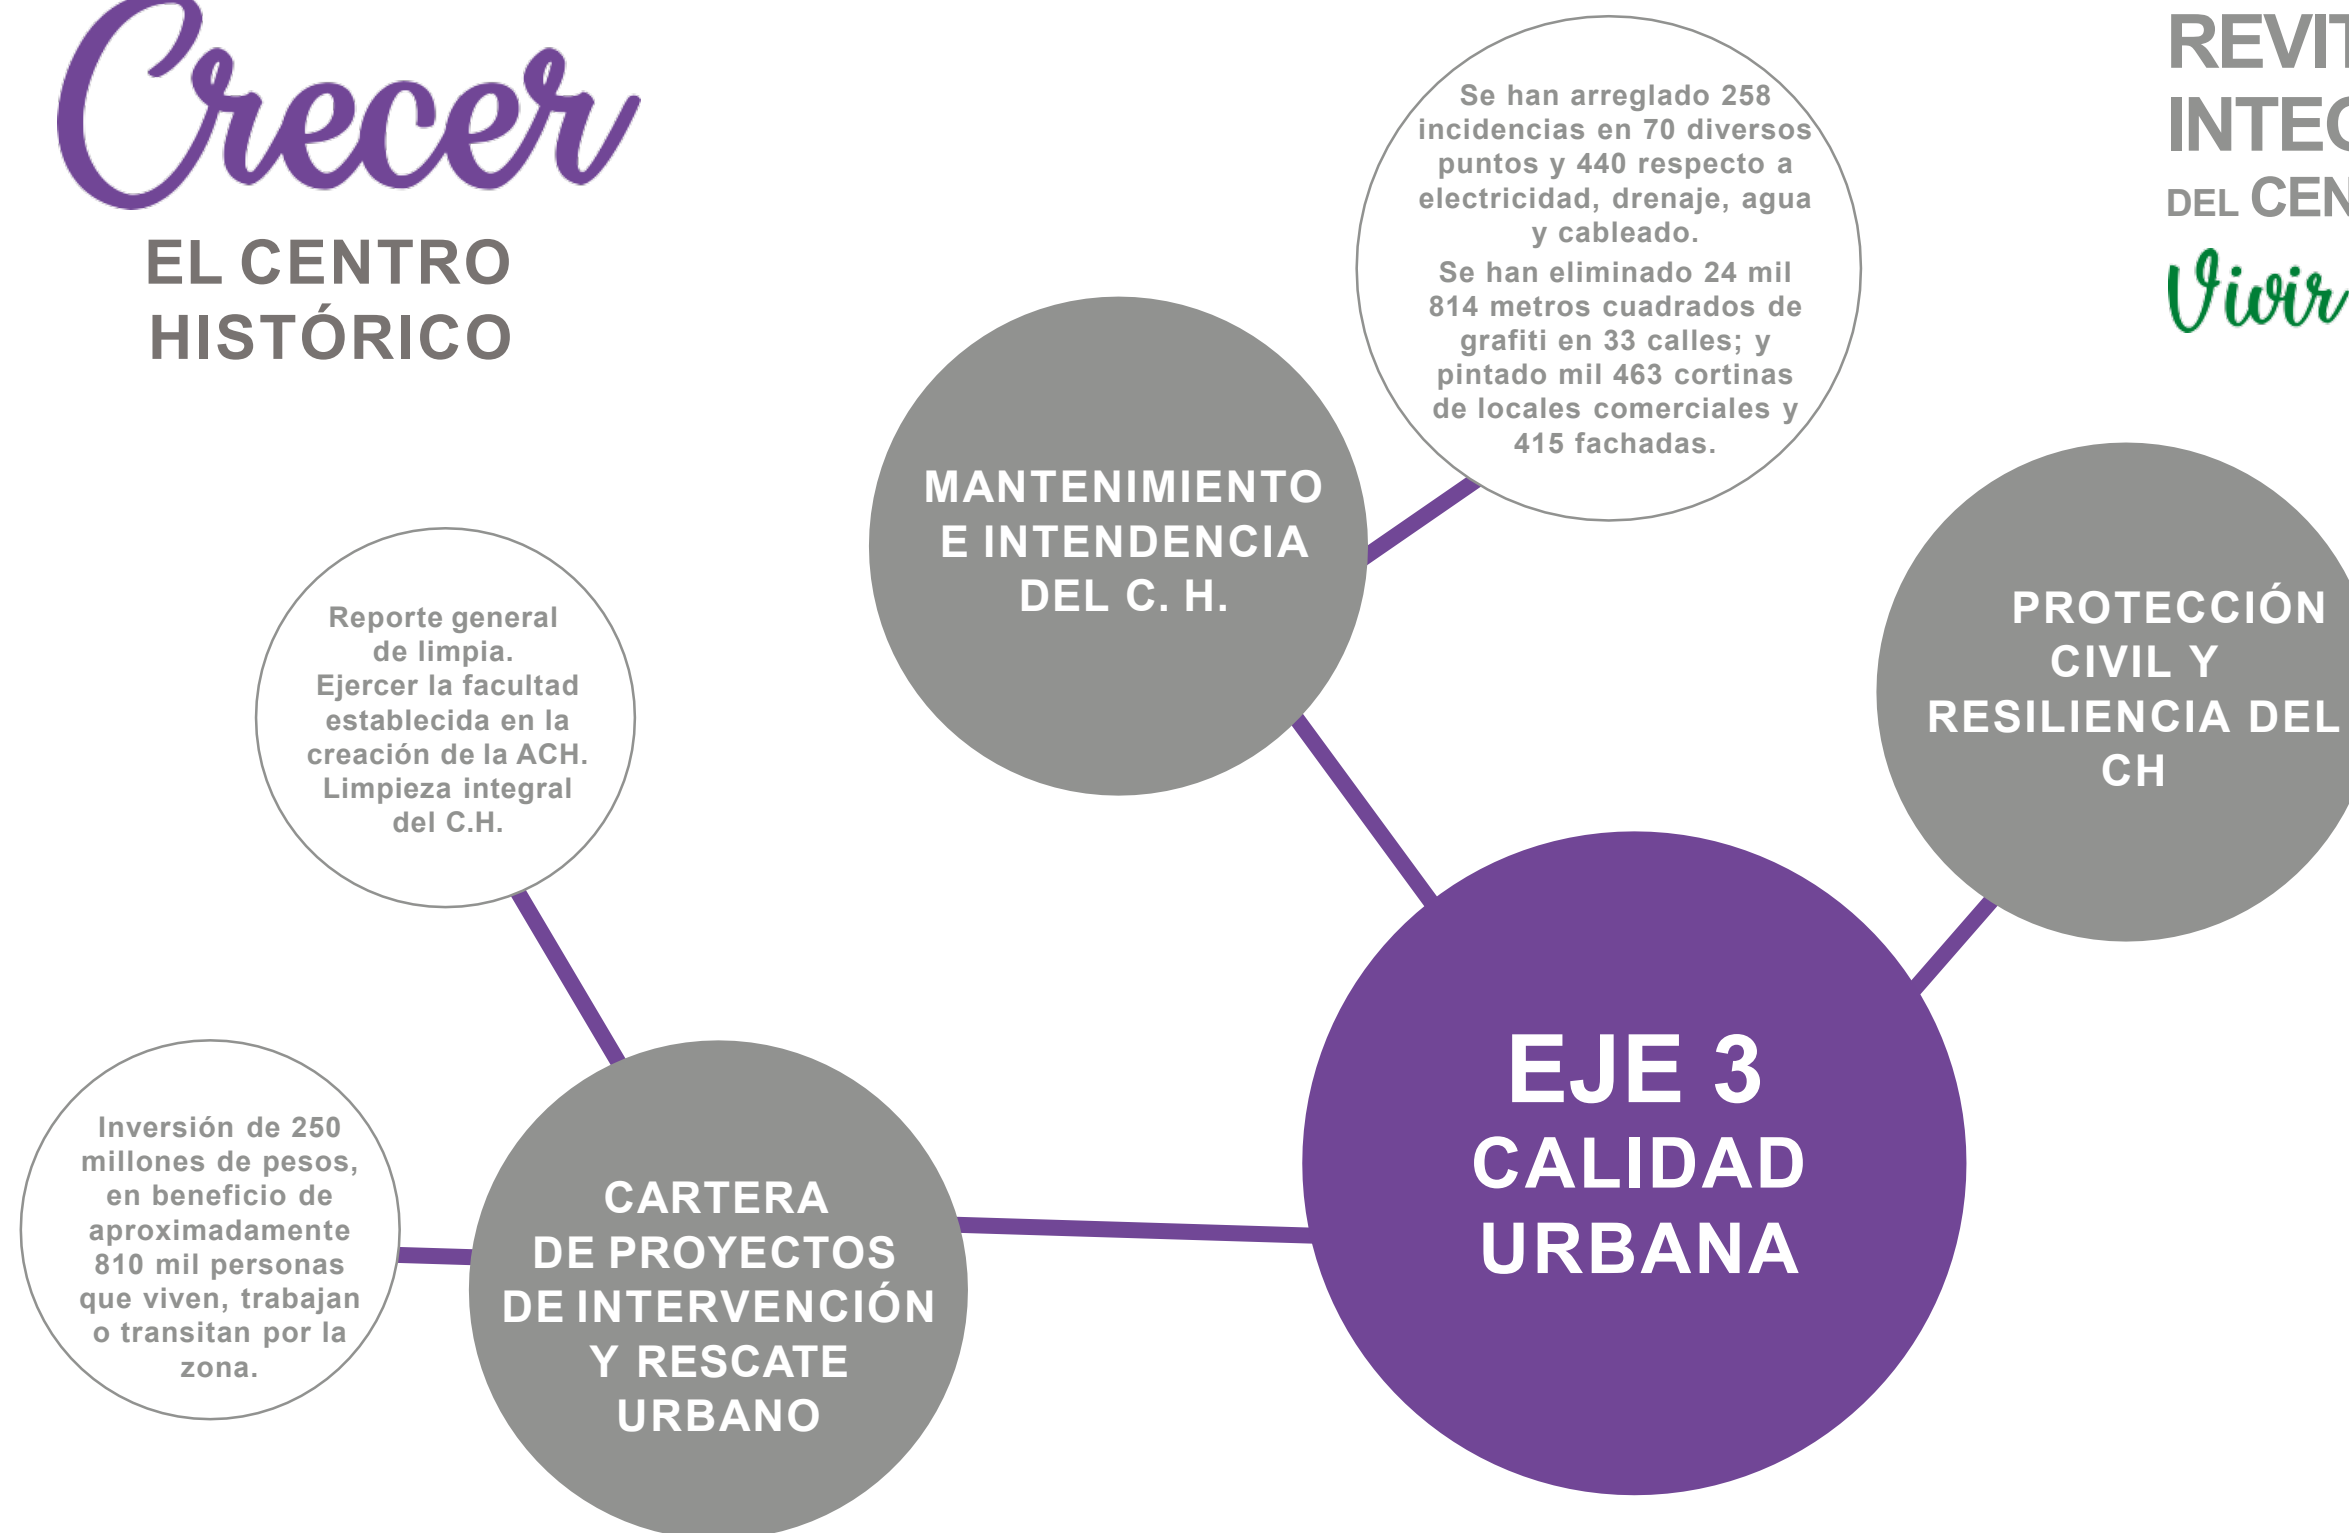 Crecer
EL CENTRO
HISTÓRICO
REVIT
INTEG
DEL CEN
Vivir
Se han arreglado 258
incidencias en 70 diversos
puntos y 440 respecto a
electricidad, drenaje, agua
y cableado.
Se han eliminado 24 mil
814 metros cuadrados de
grafiti en 33 calles; y
pintado mil 463 cortinas
de locales comerciales y
415 fachadas.
MANTENIMIENTO
E INTENDENCIA
DEL C. H.
PROTECCIÓN
CIVIL Y
RESILIENCIA DEL
CH
Reporte general
de limpia.
Ejercer la facultad
establecida en la
creación de la ACH.
Limpieza integral
del C.H.
EJE 3
CALIDAD
URBANA
Inversión de 250
millones de pesos,
en beneficio de
aproximadamente
810 mil personas
que viven, trabajan
o transitan por la
zona.
CARTERA
DE PROYECTOS
DE INTERVENCIÓN
Y RESCATE
URBANO